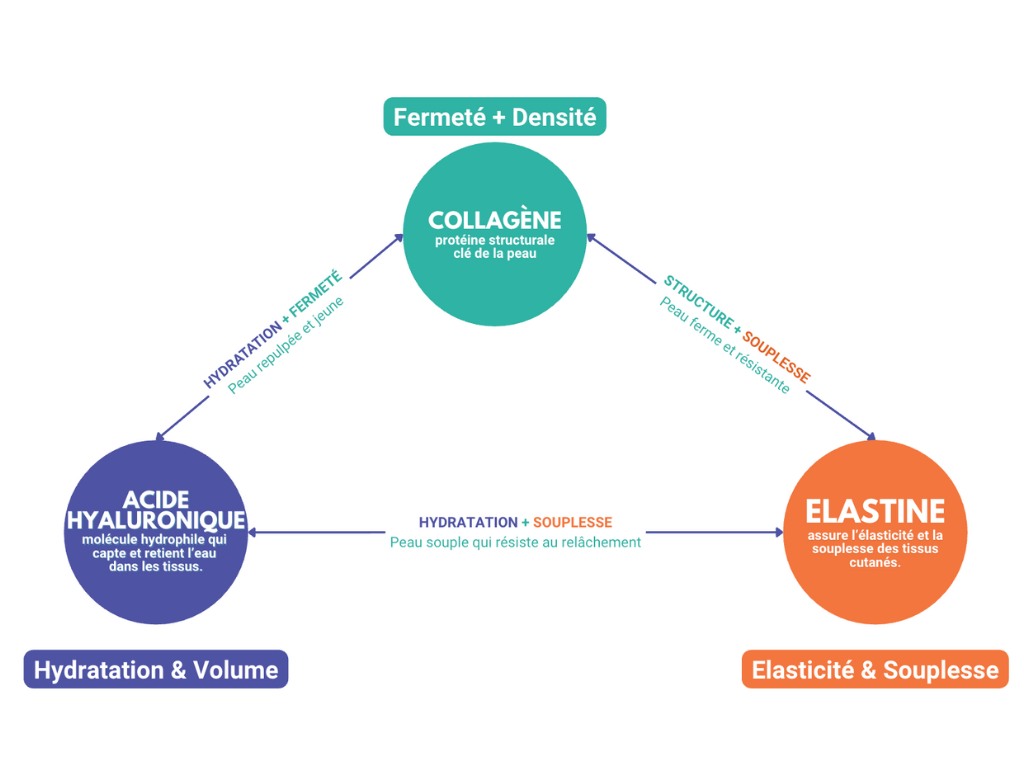 Fermeté + Densité
COLLAGÈNE
protéine structurale
clé de la peau
HYDRATATION + FERMETÉ
Peau repulpée et jeune
STRUCTURE + SOUPLESSE
Peau ferme et résistante
ACIDE
HYALURONIQUE
molécule hydrophile qui
capte et retient l'eau
dans les tissus.
HYDRATATION + SOUPLESSE
Peau souple qui résiste au relâchement
ELASTINE
assure l'élasticité et la
souplesse des tissus
cutanés.
Hydratation & Volume
Elasticité & Souplesse